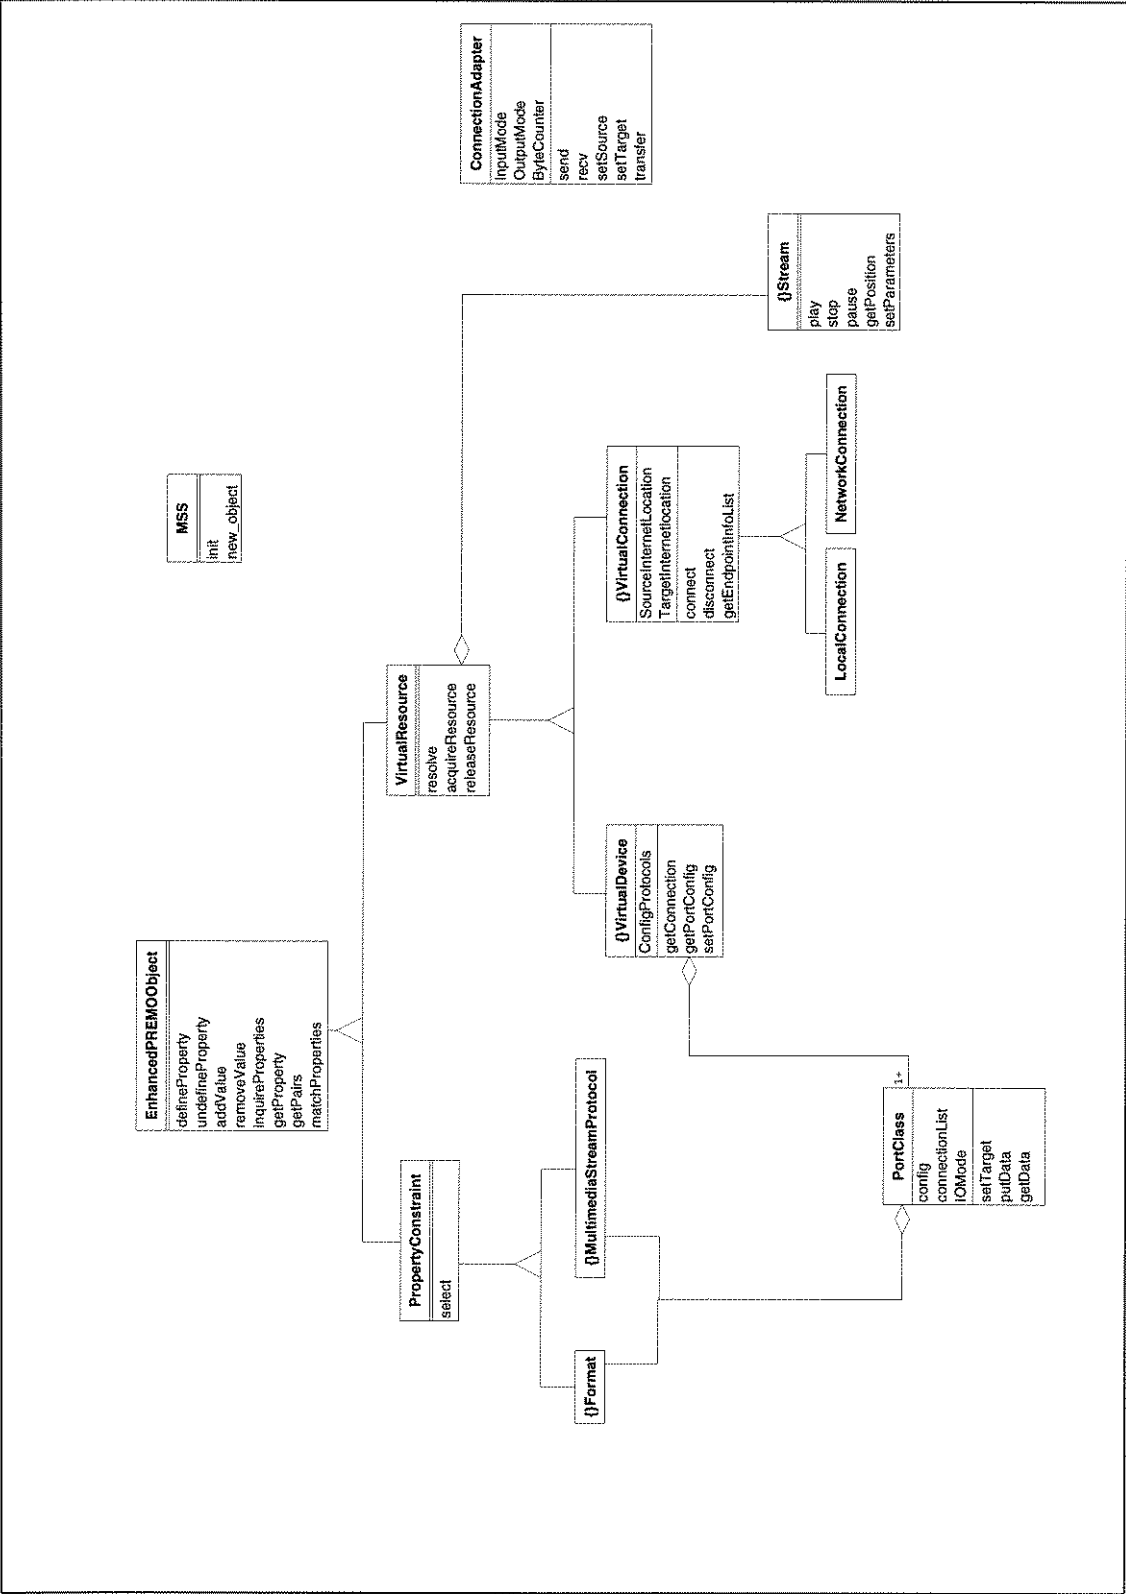 EnhancedPREMOObject
defineProperty
undefineProperty
addValue
removeValue
inquireProperties
getProperty
getPairs
matchProperties
MSS
init
new_object
PropertyConstraint
select
VirtualResource
resolve
acquireResource
releaseResource
ConnectionAdapter
InputMode
OutputMode
ByteCounter
send
recv
setSource
setTarget
transfer
{}Format
{}MultimediaStreamProtocol
{}VirtualDevice
ConfigProtocols
getConnection
getPortConfig
setPortConfig
{}VirtualConnection
SourceInternetLocation
TargetInternetlocation
connect
disconnect
getEndpointInfoList
{}Stream
play
stop
pause
getPosition
setParameters
LocalConnection
NetworkConnection
1+
PortClass
config
connectionList
iOMode
setTarget
putData
getData